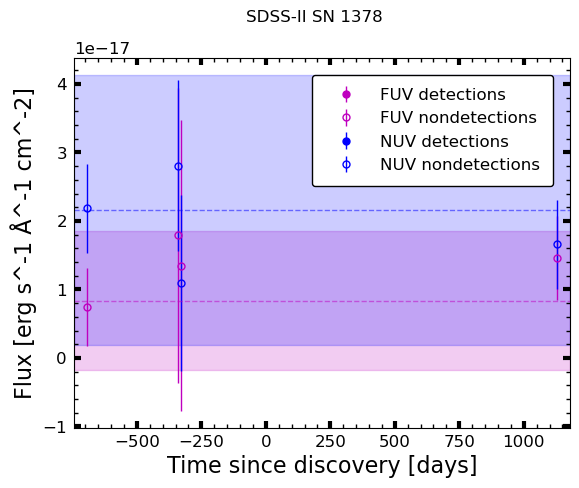 SDSS-II SN 1378
1e−17
4
3
2
1
0
−1
FUV detections
FUV nondetections
NUV detections
NUV nondetections
Flux [erg s^-1 Å^-1 cm^-2]
−500 −250 0 250 500 750 1000
Time since discovery [days]